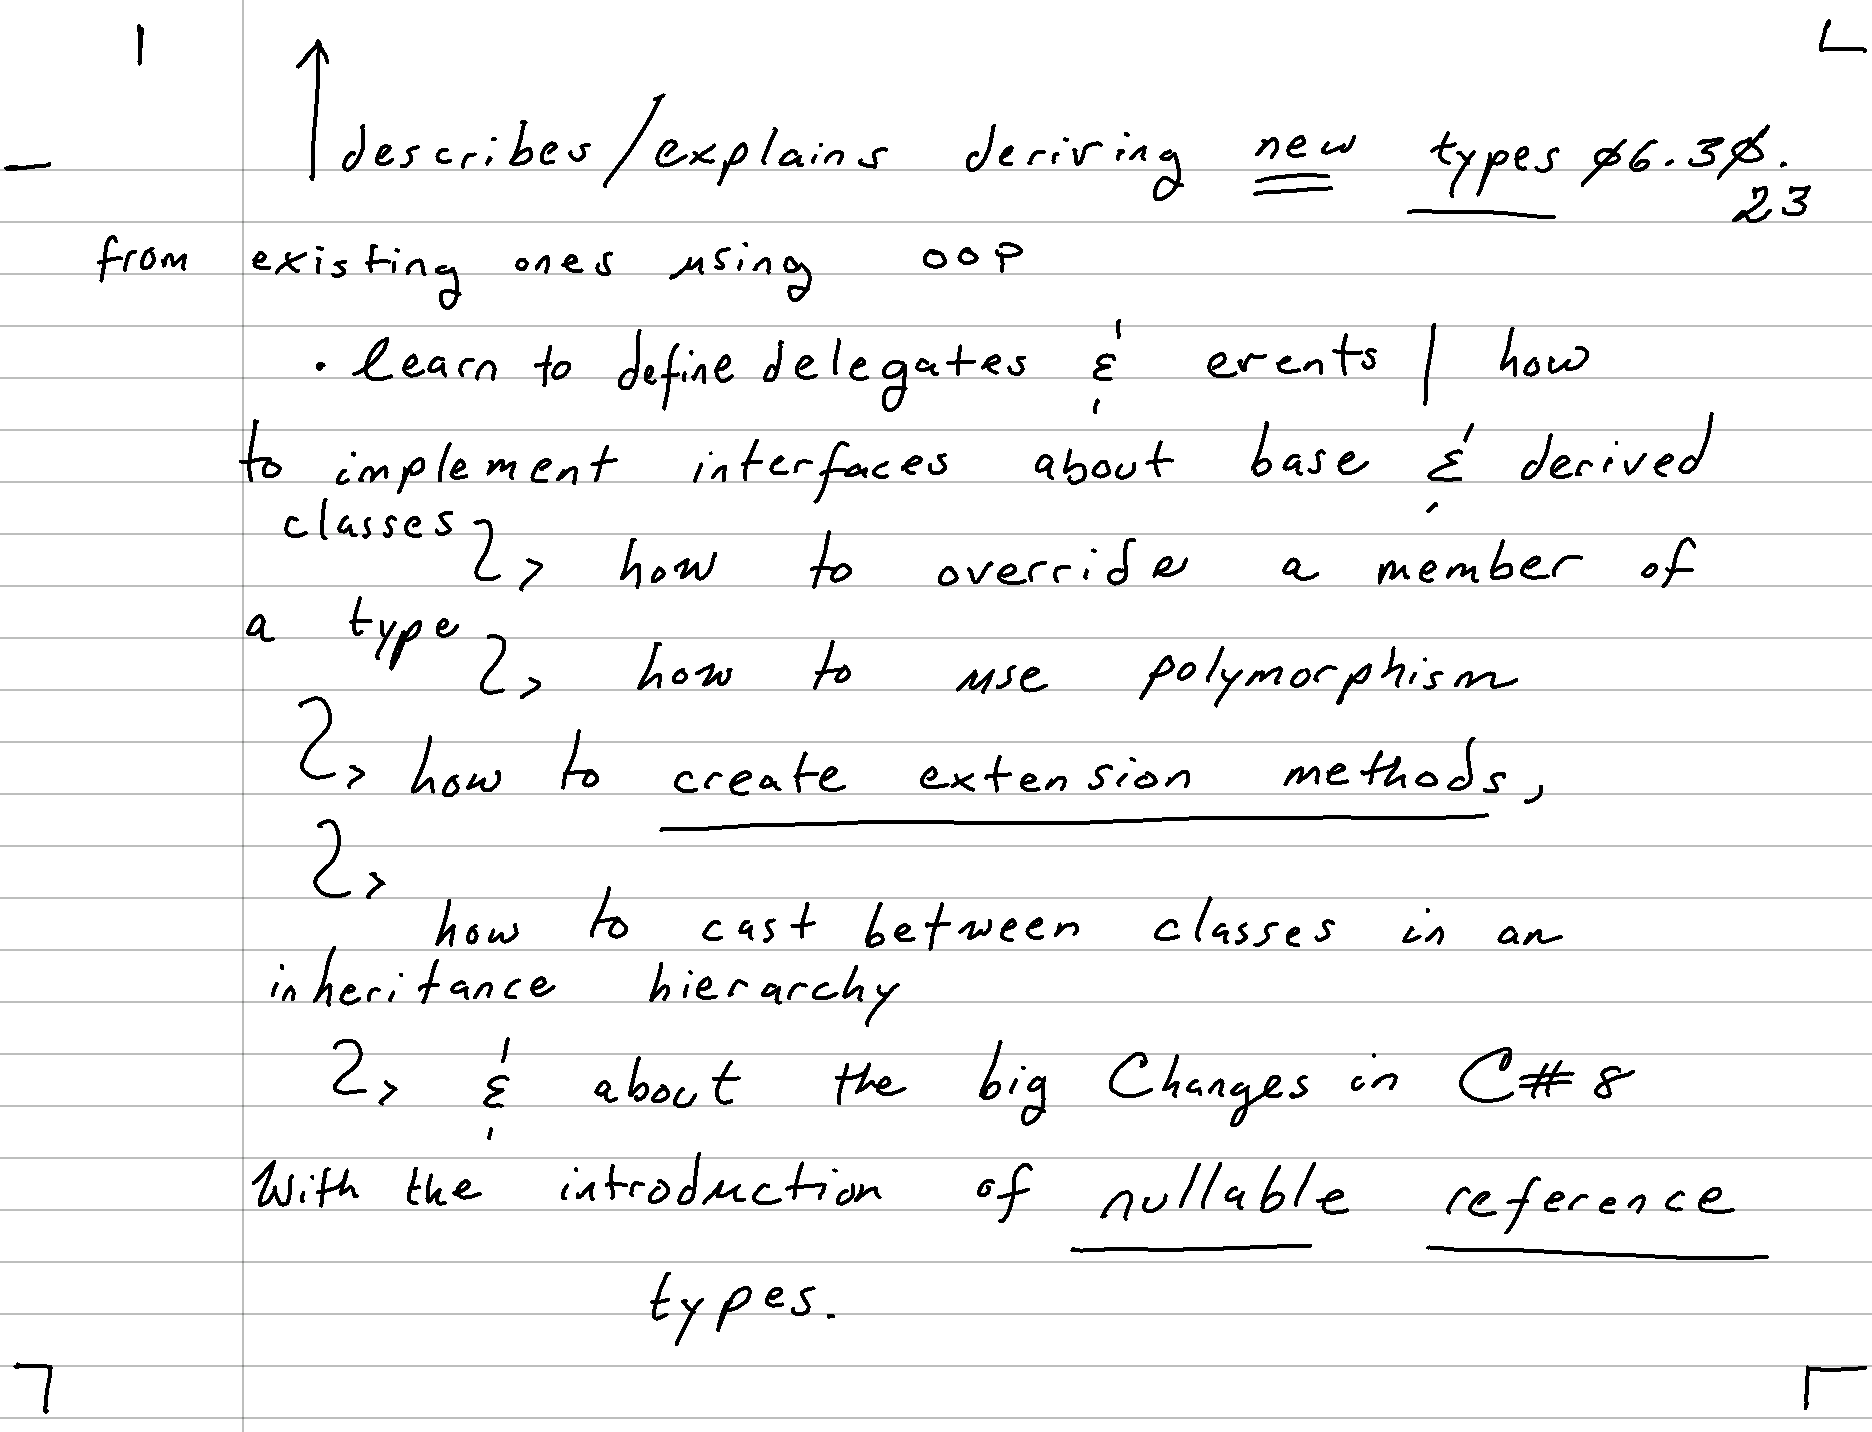 ↑ describes/explains deriving new types 06.30.
23
from existing ones using OOP
• learn to define delegates & events | how
to implement interfaces about base & derived
classes
> how to override a member of
a type
> how to use polymorphism
> how to create extension methods,
>
how to cast between classes in an
inheritance hierarchy
> & about the big Changes in C# 8
With the introduction of nullable reference
types.